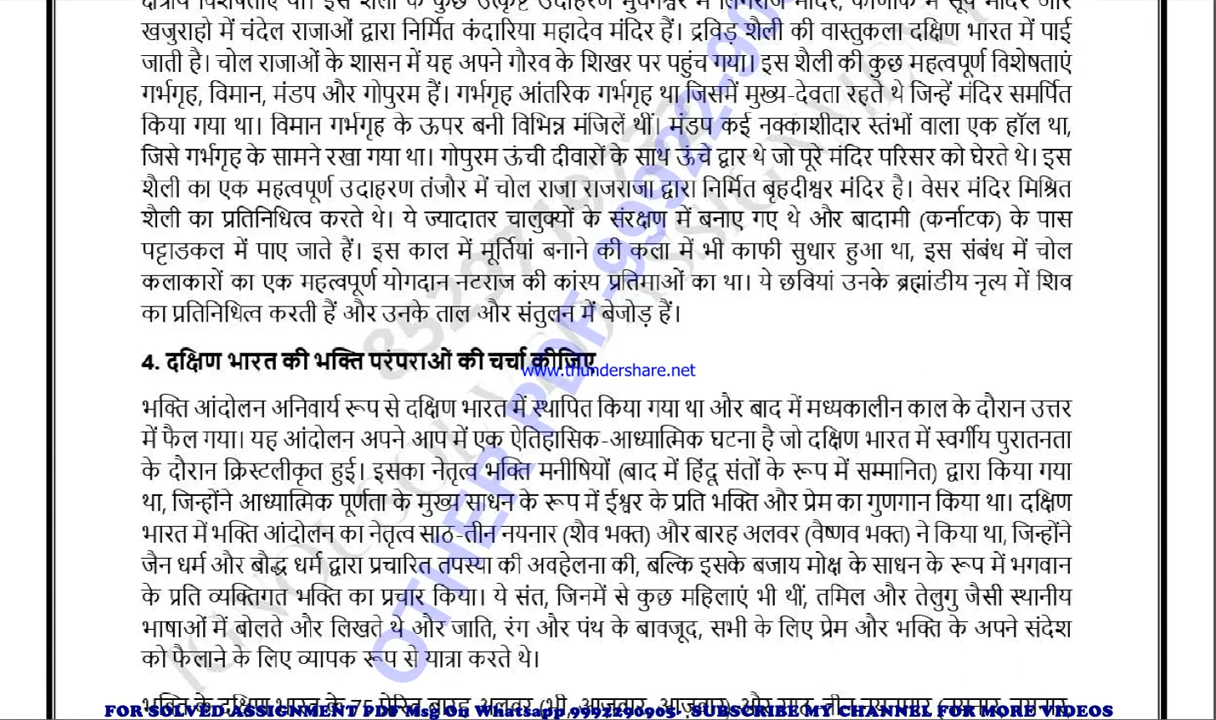 खजुराहो में चंदेल राजाओं द्वारा निर्मित कंदारिया महादेव मंदिर हैं। द्रविड़ शैली की वास्तुकला दक्षिण भारत में पाई
जाती है। चोल राजाओं के शासन में यह अपने गौरव के शिखर पर पहुंच गया। इस शैली की कुछ महत्वपूर्ण विशेषताएं
गर्भगृह, विमान, मंडप और गोपुरम हैं। गर्भगृह आंतरिक गर्भगृह था जिसमें मुख्य-देवता रहते थे जिन्हें मंदिर समर्पित
किया गया था। विमान गर्भगृह के ऊपर बनी विभिन्न मंजिलें थीं। मंडप कई नक्काशीदार स्तंभों वाला एक हॉल था,
जिसे गर्भगृह के सामने रखा गया था। गोपुरम ऊंची दीवारों के साथ ऊंचे द्वार थे जो पूरे मंदिर परिसर को घेरते थे। इस
शैली का एक महत्वपूर्ण उदाहरण तंजौर में चोल राजा राजराजा द्वारा निर्मित बृहदीश्वर मंदिर है। वेसर मंदिर मिश्रित
शैली का प्रतिनिधित्व करते थे। ये ज्यादातर चालुक्यों के संरक्षण में बनाए गए थे और बादामी (कर्नाटक) के पास
पट्टाडकल में पाए जाते हैं। इस काल में मूर्तियां बनाने की कला में भी काफी सुधार हुआ था, इस संबंध में चोल
कलाकारों का एक महत्वपूर्ण योगदान नटराज की कांस्य प्रतिमाओं का था। ये छवियां उनके ब्रह्मांडीय नृत्य में शिव
का प्रतिनिधित्व करती हैं और उनके ताल और संतुलन में बेजोड़ हैं।
4. दक्षिण भारत की भक्ति परंपराओं की चर्चा कीजिए
www.thundershare.net
भक्ति आंदोलन अनिवार्य रूप से दक्षिण भारत में स्थापित किया गया था और बाद में मध्यकालीन काल के दौरान उत्तर
में फैल गया। यह आंदोलन अपने आप में एक ऐतिहासिक-आध्यात्मिक घटना है जो दक्षिण भारत में स्वर्गीय पुरातनता
के दौरान क्रिस्टलीकृत हुई। इसका नेतृत्व भक्ति मनीषियों (बाद में हिंदू संतों के रूप में सम्मानित) द्वारा किया गया
था, जिन्होंने आध्यात्मिक पूर्णता के मुख्य साधन के रूप में ईश्वर के प्रति भक्ति और प्रेम का गुणगान किया था। दक्षिण
भारत में भक्ति आंदोलन का नेतृत्व साठ-तीन नयनार (शैव भक्त) और बारह अलवर (वैष्णव भक्त) ने किया था, जिन्होंने
जैन धर्म और बौद्ध धर्म द्वारा प्रचारित तपस्या की अवहेलना की, बल्कि इसके बजाय मोक्ष के साधन के रूप में भगवान
के प्रति व्यक्तिगत भक्ति का प्रचार किया। ये संत, जिनमें से कुछ महिलाएं भी थीं, तमिल और तेलुगु जैसी स्थानीय
भाषाओं में बोलते और लिखते थे और जाति, रंग और पंथ के बावजूद, सभी के लिए प्रेम और भक्ति के अपने संदेश
को फैलाने के लिए व्यापक रूप से यात्रा करते थे।
FOR SOLVED ASSIGNMENT PDF Msg On Whatsapp 9992290905- SUBSCRIBE MY CHANNEL FOR MORE VIDEOS